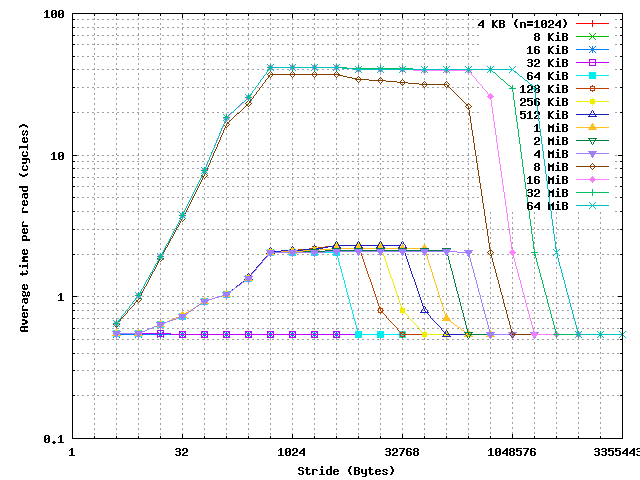 100
10
1
0.1
Average time per read (cycles)
4 KB (n=1024)
8 KiB
16 KiB
32 KiB
64 KiB
128 KiB
256 KiB
512 KiB
1 MiB
2 MiB
4 MiB
8 MiB
16 MiB
32 MiB
64 MiB
1 32 1024 32768 1048576 3355443
Stride (Bytes)